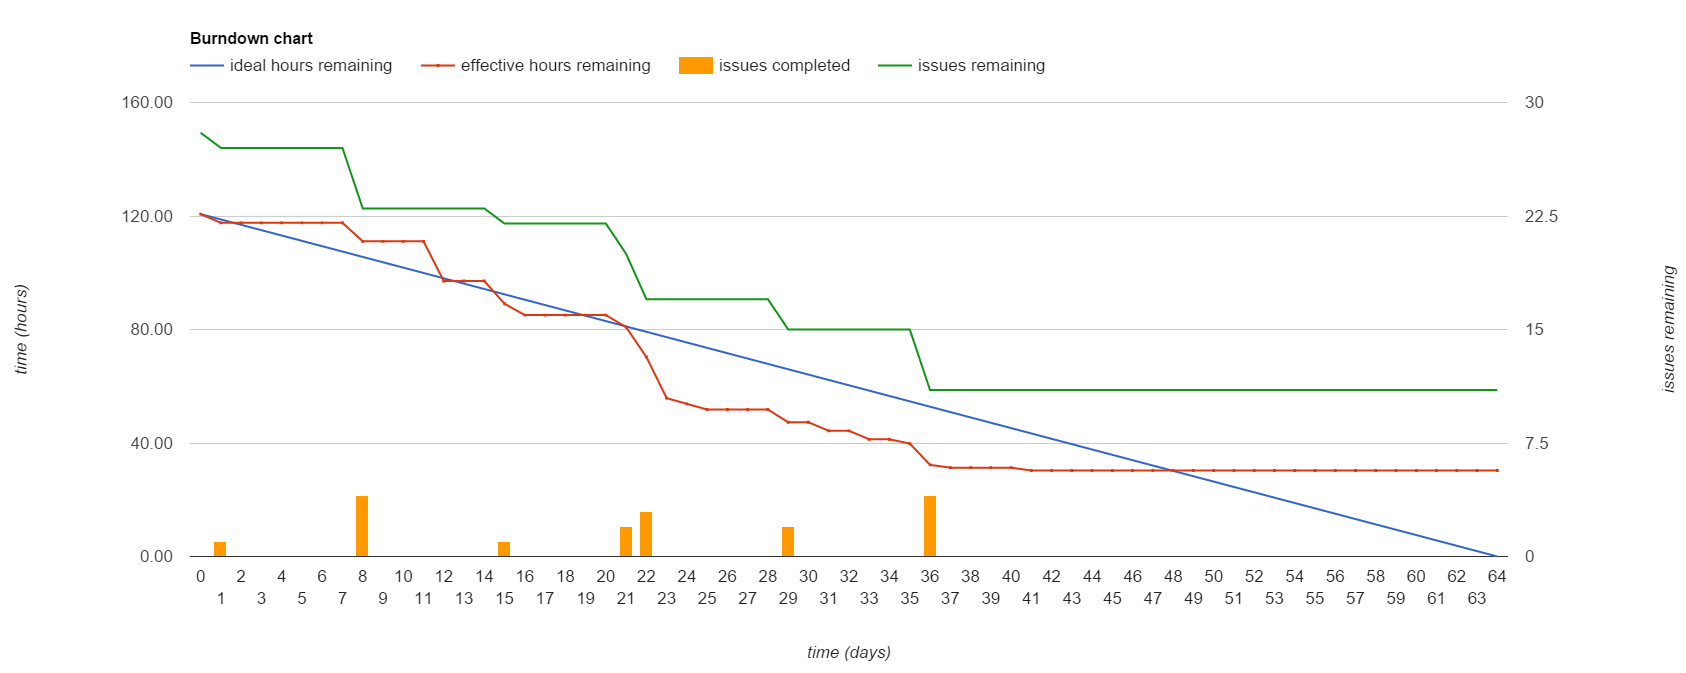 Burndown chart
ideal hours remaining effective hours remaining issues completed issues remaining
160.00 30
120.00 22.5
80.00 15
40.00 7.5
0.00 0
time (hours)
issues remaining
0 2 4 6 8 10 12 14 16 18 20 22 24 26 28 30 32 34 36 38 40 42 44 46 48 50 52 54 56 58 60 62 64
1 3 5 7 9 11 13 15 17 19 21 23 25 27 29 31 33 35 37 39 41 43 45 47 49 51 53 55 57 59 61 63
time (days)